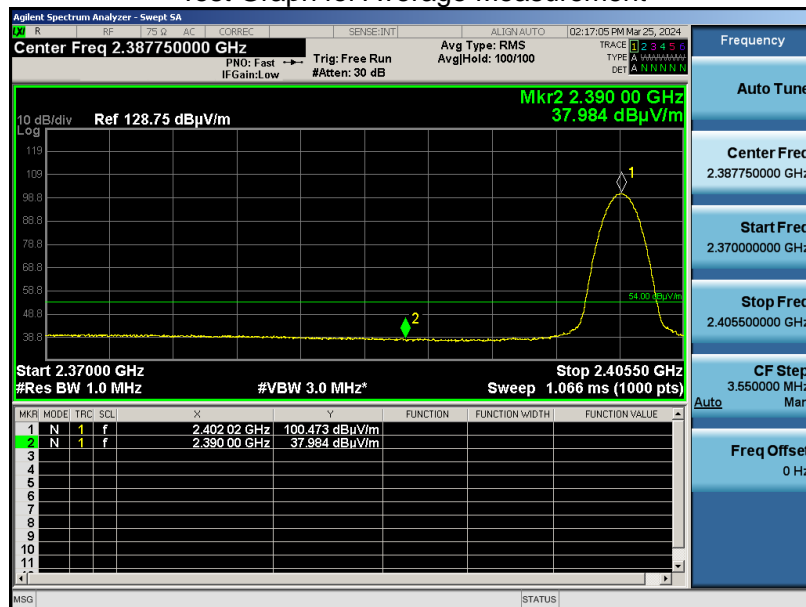 Test Graph for Average Measurement
Agilent Spectrum Analyzer - Swept SA
LXI R RF 75 Ω AC CORREC SENSE:INT ALIGN AUTO 02:17:05 PM Mar 25, 2024
Center Freq 2.387750000 GHz
PNO: Fast
IFGain:Low
Trig: Free Run
#Atten: 30 dB
Avg Type: RMS
Avg|Hold: 100/100
TRACE 1 2 3 4 5 6
TYPE A WWWWW
DET A N N N N N
Mkr2 2.390 00 GHz
37.984 dBµV/m
10 dB/div Ref 128.75 dBµV/m
Log
119
109
98.8
88.8
78.8
68.8
58.8
48.8
38.8
1
2
54.00 dBµV/m
Start 2.37000 GHz Stop 2.40550 GHz
#Res BW 1.0 MHz #VBW 3.0 MHz* Sweep 1.066 ms (1000 pts)
MKR MODE TRC SCL X Y FUNCTION FUNCTION WIDTH FUNCTION VALUE
1 N 1 f 2.402 02 GHz 100.473 dBµV/m
2 N 1 f 2.390 00 GHz 37.984 dBµV/m
3
4
5
6
7
8
9
10
11
MSG STATUS
Frequency
Auto Tune
Center Freq
2.387750000 GHz
Start Freq
2.370000000 GHz
Stop Freq
2.405500000 GHz
CF Step
3.550000 MHz
Auto Man
Freq Offset
0 Hz